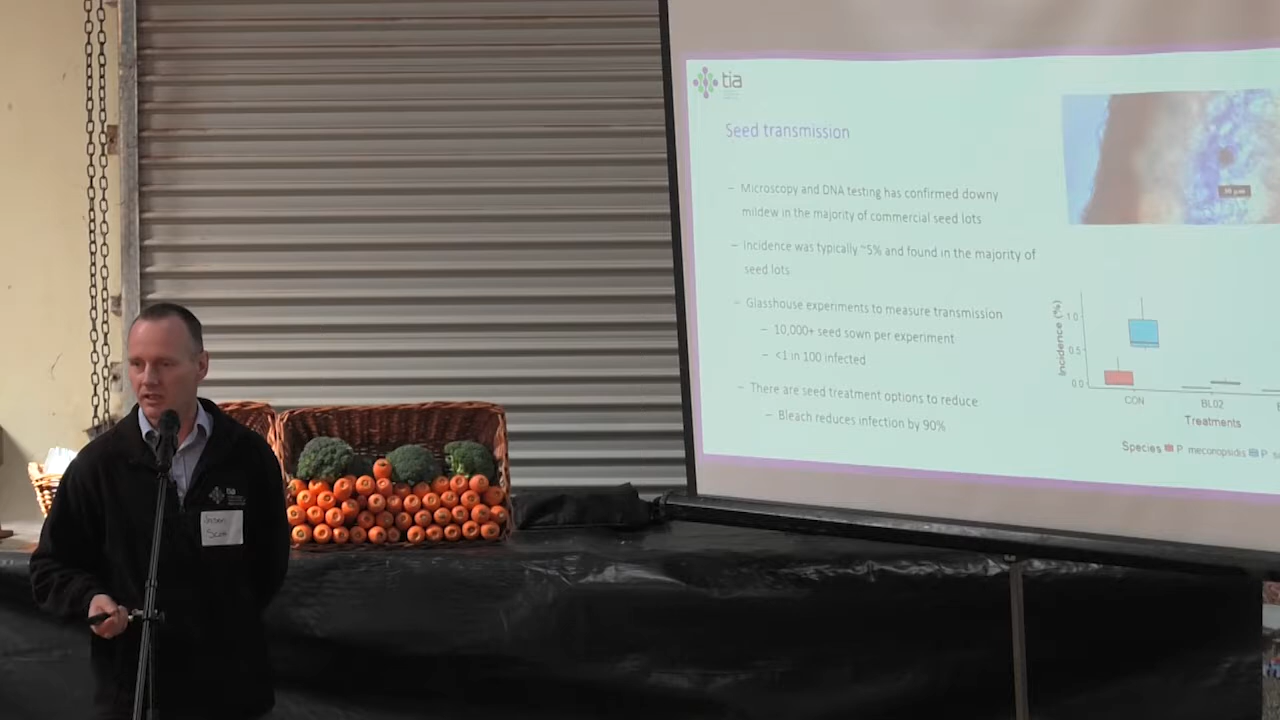 tia
Seed transmission
– Microscopy and DNA testing has confirmed downy
mildew in the majority of commercial seed lots
– Incidence was typically ~5% and found in the majority of
seed lots
– Glasshouse experiments to measure transmission
– 10,000+ seed sown per experiment
– <1 in 100 infected
– There are seed treatment options to reduce
– Bleach reduces infection by 90%
Incidence (%)
1.0
0.5
0.0
CON
BL02
Treatments
Species P meconopsidis P
tia